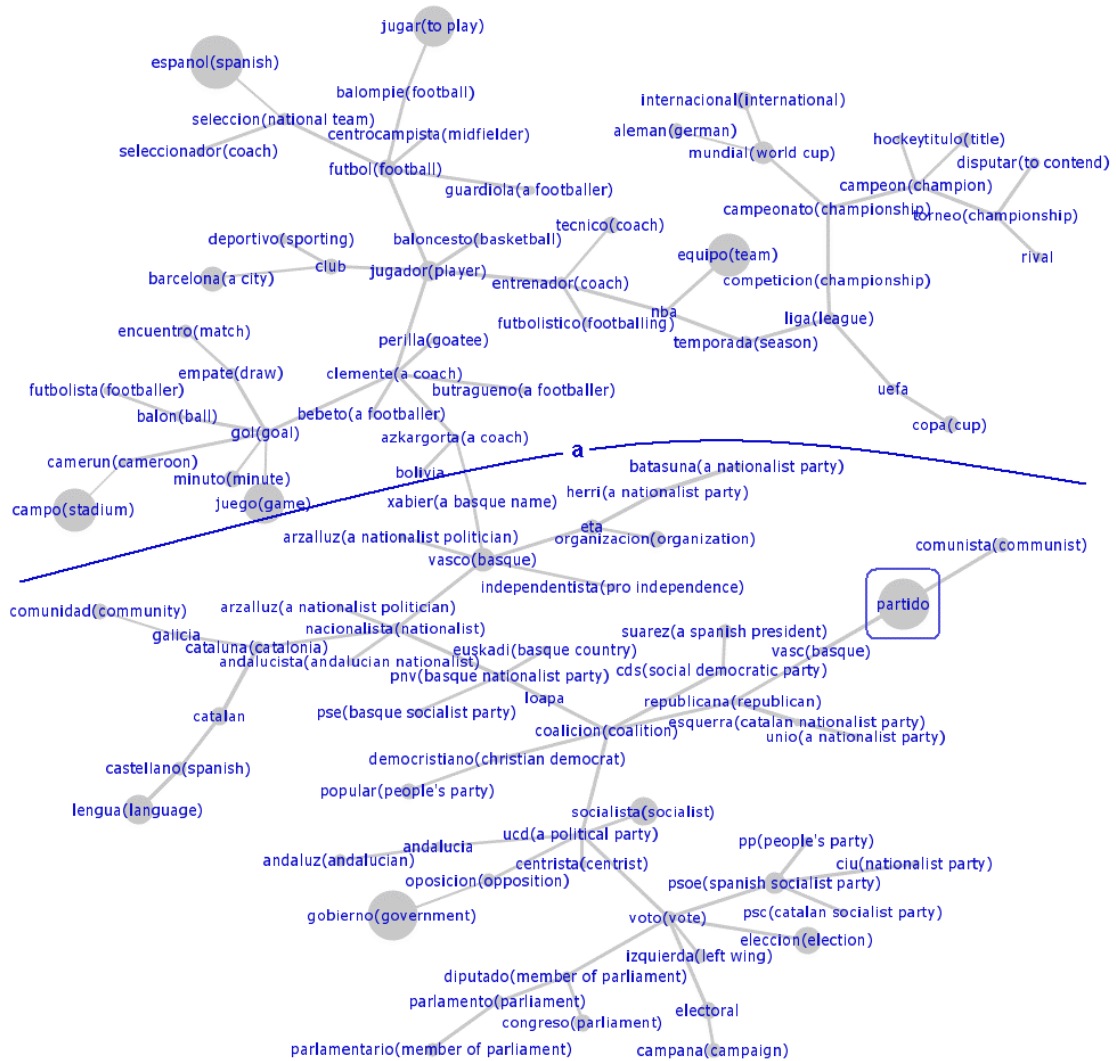 jugar(to play)
espanol(spanish)
balompie(football)
internacional(international)
seleccion(national team)
centrocampista(midfielder)
aleman(german)
hockeytitulo(title)
seleccionador(coach)
mundial(world cup)
disputar(to contend)
futbol(football)
guardiola(a footballer)
campeon(champion)
campeonato(championship)
torneo(championship)
tecnico(coach)
deportivo(sporting)
baloncesto(basketball)
equipo(team)
rival
barcelona(a city)
club
jugador(player)
entrenador(coach)
competicion(championship)
nba
liga(league)
futbolistico(footballing)
encuentro(match)
perilla(goatee)
temporada(season)
empate(draw)
clemente(a coach)
futbolista(footballer)
butragueno(a footballer)
uefa
balon(ball)
bebeto(a footballer)
gol(goal)
azkargorta(a coach)
copa(cup)
a
camerun(cameroon)
bolivia
batasuna(a nationalist party)
minuto(minute)
herri(a nationalist party)
campo(stadium)
juego(game)
xabier(a basque name)
eta
arzalluz(a nationalist politician)
organizacion(organization)
comunista(communist)
vasco(basque)
independentista(pro independence)
partido
comunidad(community)
arzalluz(a nationalist politician)
galicia
nacionalista(nationalist)
suarez(a spanish president)
cataluna(catalonia)
euskadi(basque country)
vasc(basque)
andalucista(andalucian nationalist)
pnv(basque nationalist party)
cds(social democratic party)
loapa
republicana(republican)
pse(basque socialist party)
catalan
coalicion(coalition)
esquerra(catalan nationalist party)
unio(a nationalist party)
democristiano(christian democrat)
castellano(spanish)
popular(people's party)
lengua(language)
socialista(socialist)
ucd(a political party)
andalucia
pp(people's party)
andaluz(andalucian)
centrista(centrist)
ciu(nationalist party)
oposicion(opposition)
psoe(spanish socialist party)
gobierno(government)
voto(vote)
psc(catalan socialist party)
eleccion(election)
izquierda(left wing)
diputado(member of parliament)
parlamento(parliament)
electoral
congreso(parliament)
parlamentario(member of parliament)
campana(campaign)